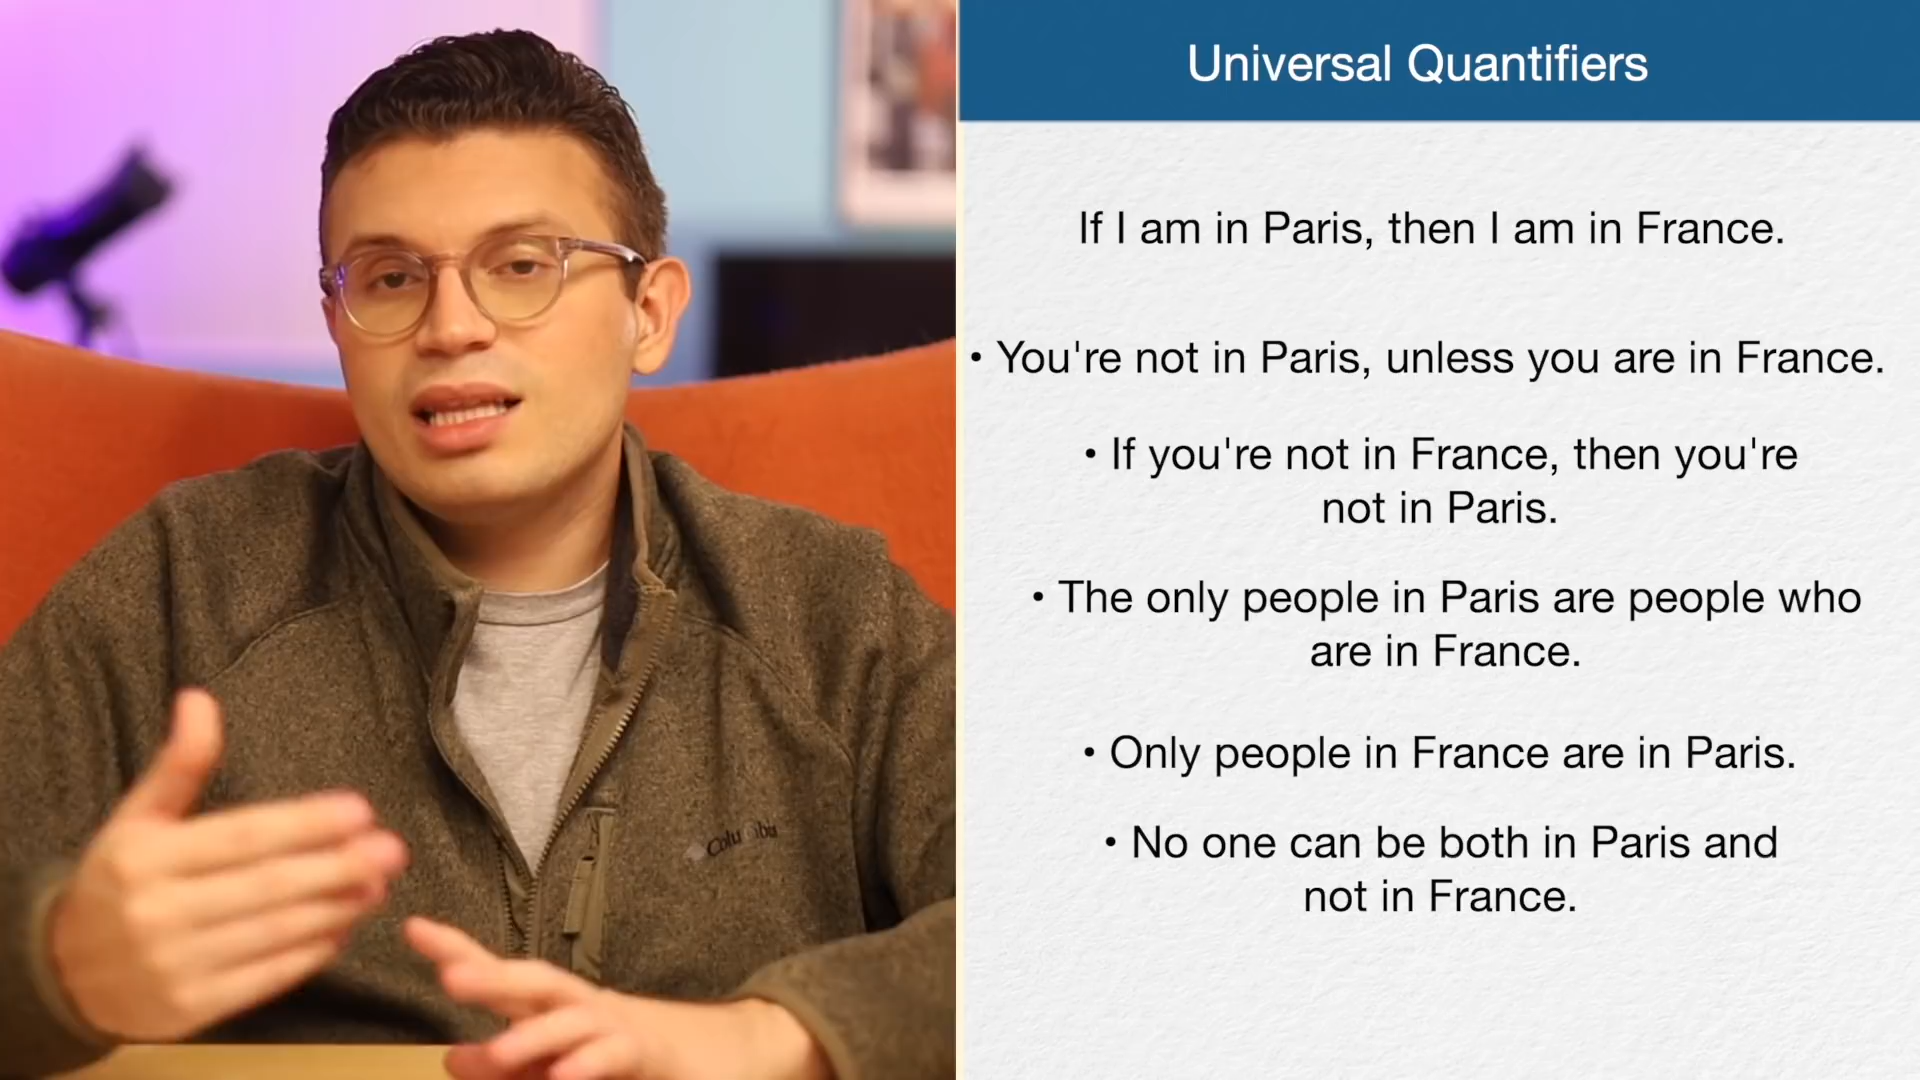 Universal Quantifiers
If I am in Paris, then I am in France.
• You're not in Paris, unless you are in France.
• If you're not in France, then you're
not in Paris.
• The only people in Paris are people who
are in France.
• Only people in France are in Paris.
• No one can be both in Paris and
not in France.